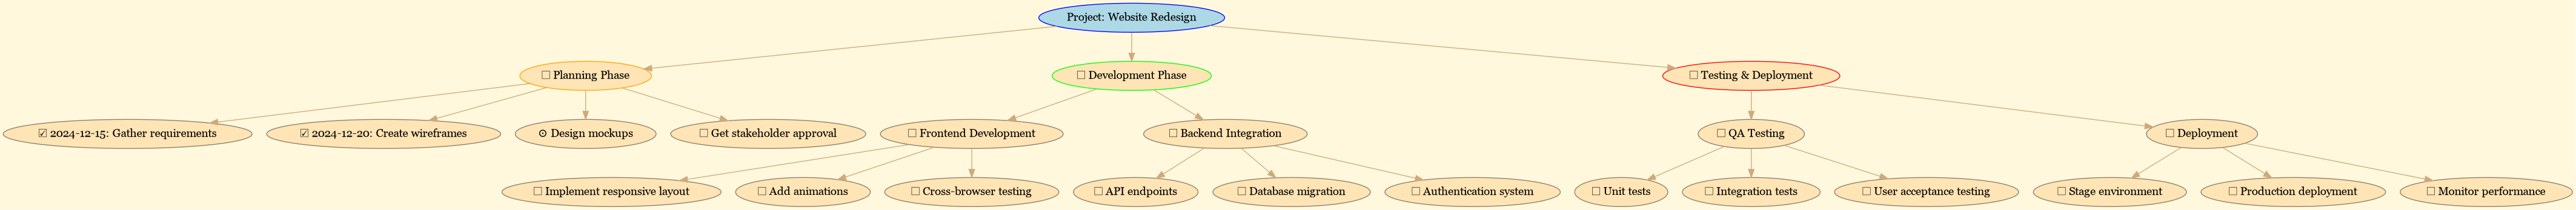 Project: Website Redesign
☐ Planning Phase
☐ Development Phase
☐ Testing & Deployment
☑ 2024-12-15: Gather requirements
☑ 2024-12-20: Create wireframes
⊙ Design mockups
☐ Get stakeholder approval
☐ Frontend Development
☐ Backend Integration
☐ QA Testing
☐ Deployment
☐ Implement responsive layout
☐ Add animations
☐ Cross-browser testing
☐ API endpoints
☐ Database migration
☐ Authentication system
☐ Unit tests
☐ Integration tests
☐ User acceptance testing
☐ Stage environment
☐ Production deployment
☐ Monitor performance